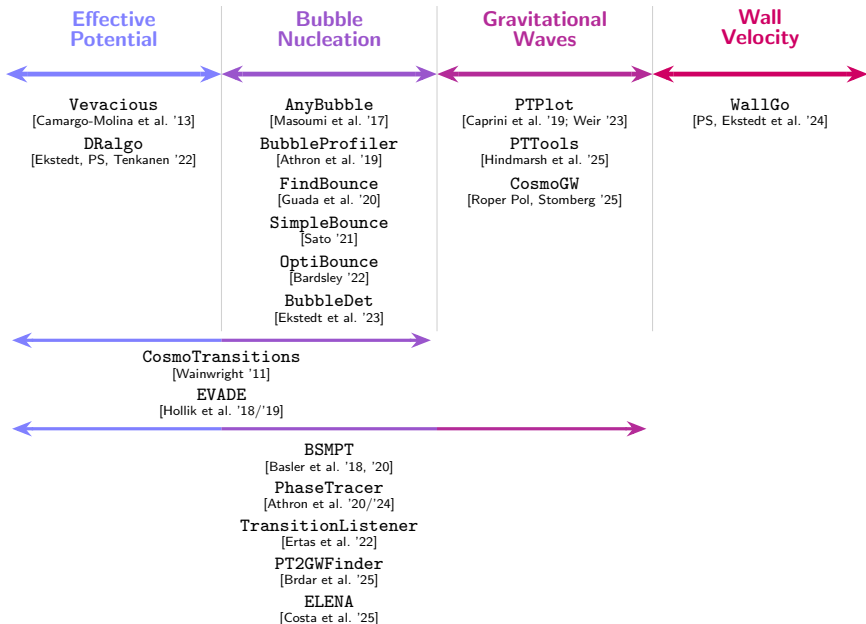 Effective
Potential
Bubble
Nucleation
Gravitational
Waves
Wall
Velocity
Vevacious
[Camargo-Molina et al. '13]
DRalgo
[Ekstedt, PS, Tenkanen '22]
AnyBubble
[Masoumi et al. '17]
BubbleProfiler
[Athron et al. '19]
FindBounce
[Guada et al. '20]
SimpleBounce
[Sato '21]
OptiBounce
[Bardsley '22]
BubbleDet
[Ekstedt et al. '23]
PTPlot
[Caprini et al. '19; Weir '23]
PTTools
[Hindmarsh et al. '25]
CosmoGW
[Roper Pol, Stomberg '25]
WallGo
[PS, Ekstedt et al. '24]
CosmoTransitions
[Wainwright '11]
EVADE
[Hollik et al. '18/'19]
BSMPT
[Basler et al. '18, '20]
PhaseTracer
[Athron et al. '20/'24]
TransitionListener
[Ertas et al. '22]
PT2GWFinder
[Brdar et al. '25]
ELENA
[Costa et al. '25]